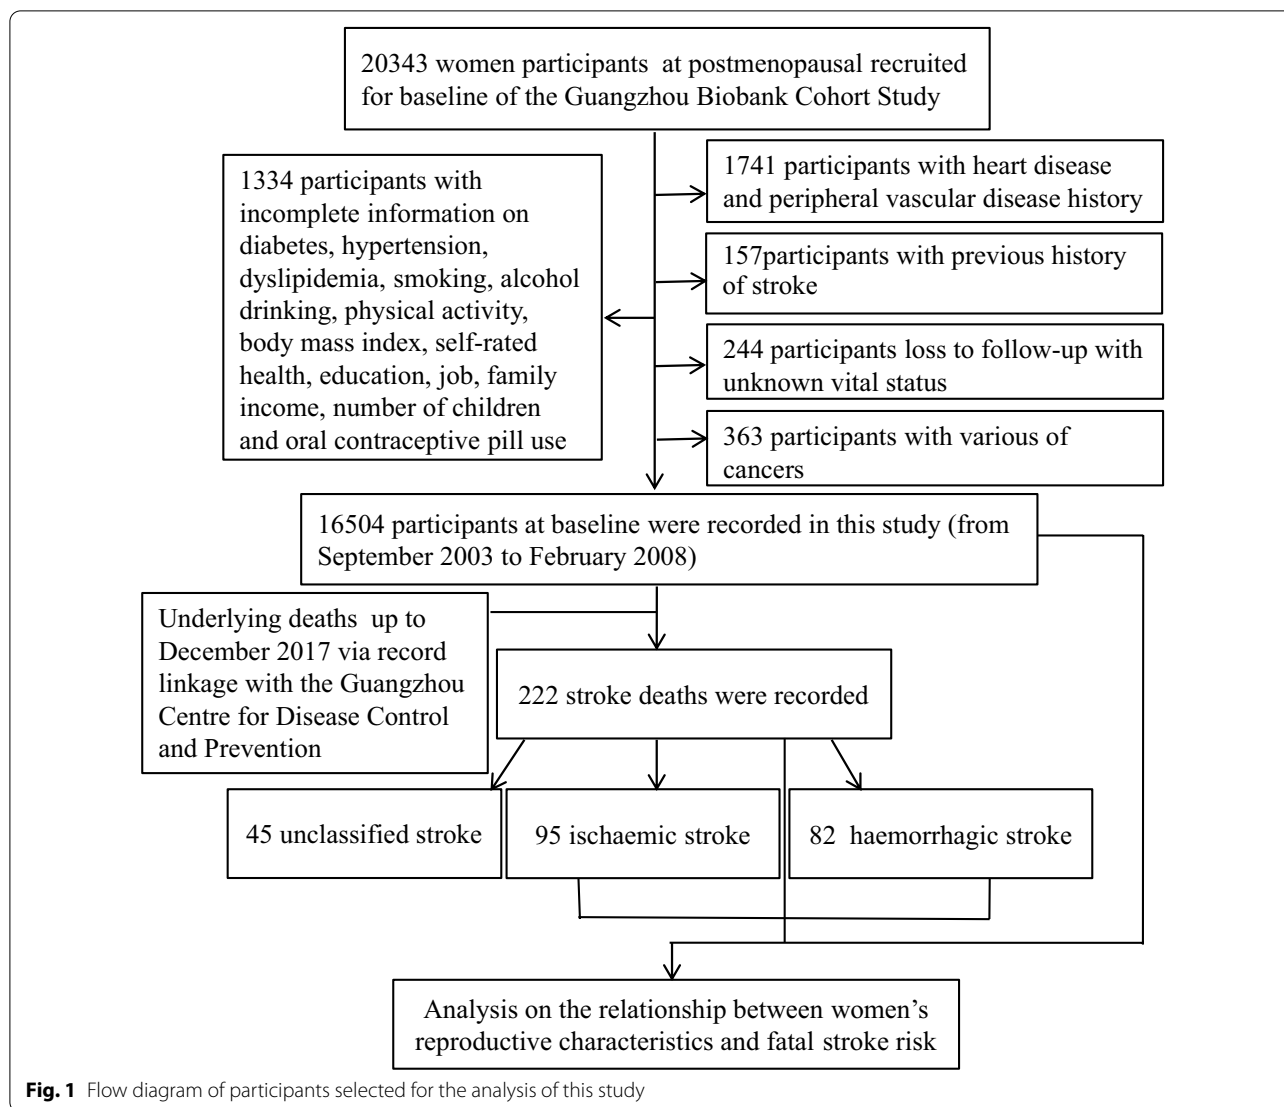 20343 women participants at postmenopausal recruited
for baseline of the Guangzhou Biobank Cohort Study
1334 participants with
incomplete information on
diabetes, hypertension,
dyslipidemia, smoking, alcohol
drinking, physical activity,
body mass index, self-rated
health, education, job, family
income, number of children
and oral contraceptive pill use
1741 participants with heart disease
and peripheral vascular disease history
157participants with previous history
of stroke
244 participants loss to follow-up with
unknown vital status
363 participants with various of
cancers
16504 participants at baseline were recorded in this study (from
September 2003 to February 2008)
Underlying deaths up to
December 2017 via record
linkage with the Guangzhou
Centre for Disease Control
and Prevention
222 stroke deaths were recorded
45 unclassified stroke
95 ischaemic stroke
82 haemorrhagic stroke
Analysis on the relationship between women’s
reproductive characteristics and fatal stroke risk
Fig. 1 Flow diagram of participants selected for the analysis of this study